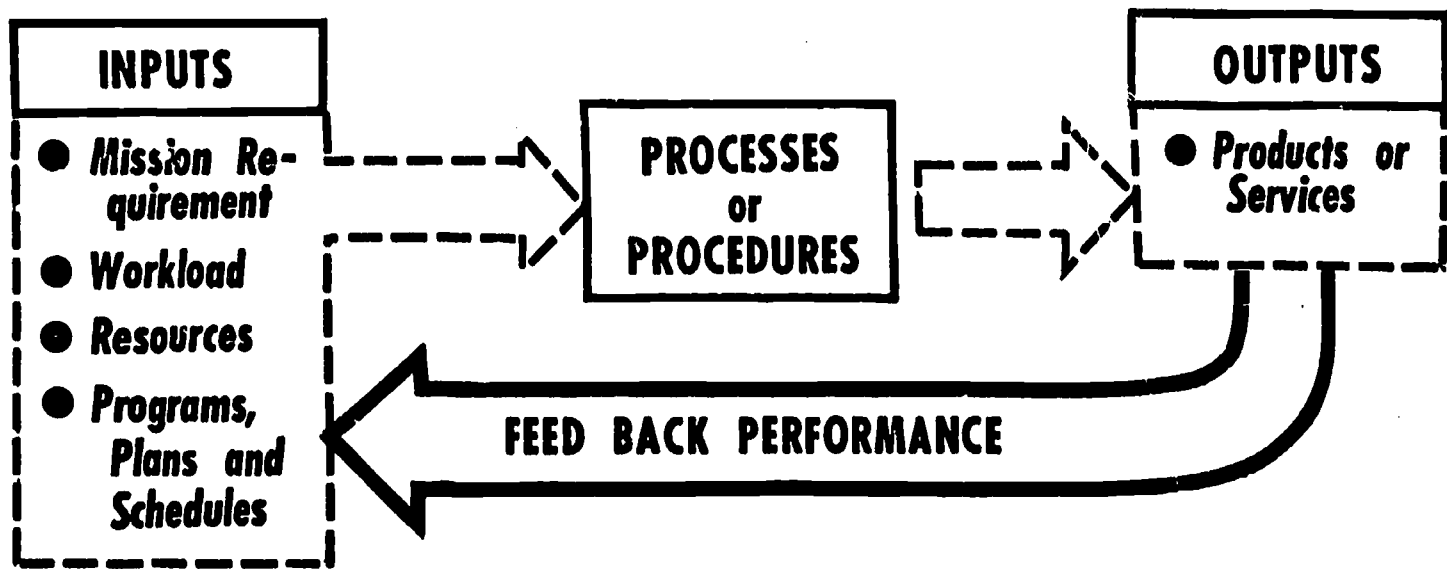 INPUTS
● Mission Re-
quirement
● Workload
● Resources
● Programs,
Plans and
Schedules
PROCESSES
or
PROCEDURES
OUTPUTS
● Products or
Services
FEED BACK PERFORMANCE